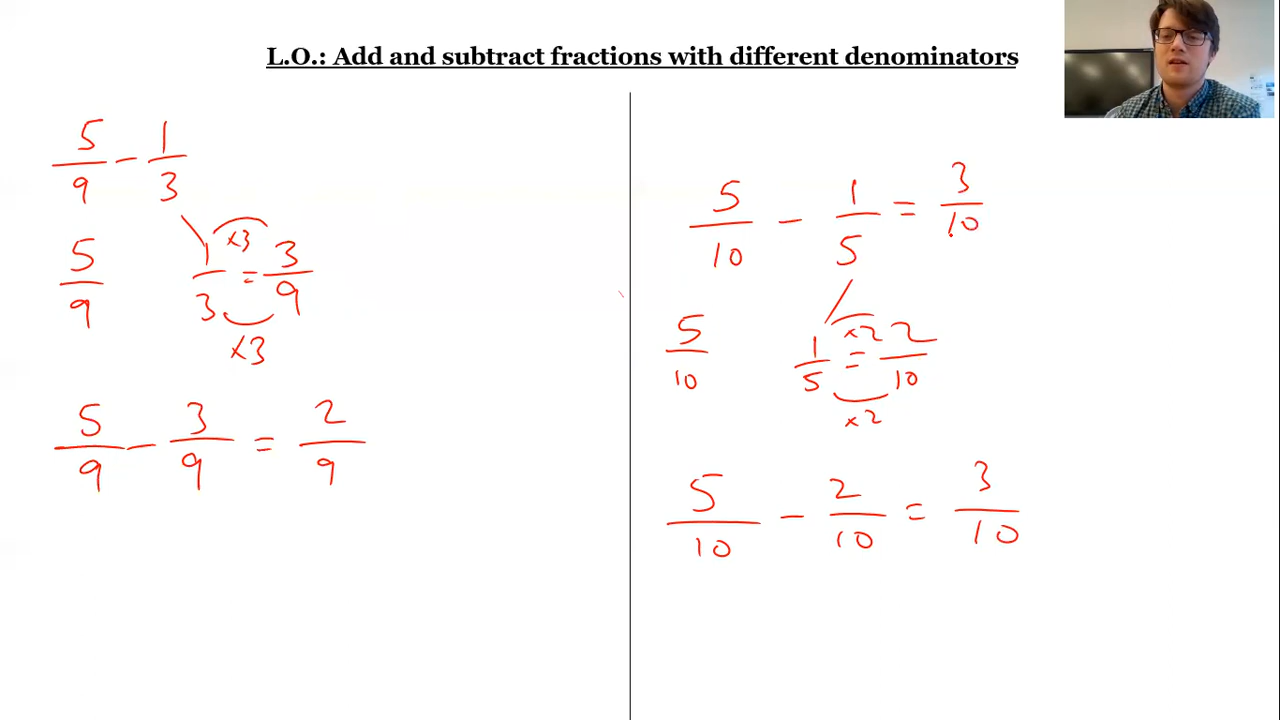 L.O.: Add and subtract fractions with different denominators
5/9 - 1/3
5/9 1/3 = 3/9
×3
×3
5/9 - 3/9 = 2/9
5/10 - 1/5 = 3/10
5/10 1/5 = 2/10
×2
×2
5/10 - 2/10 = 3/10